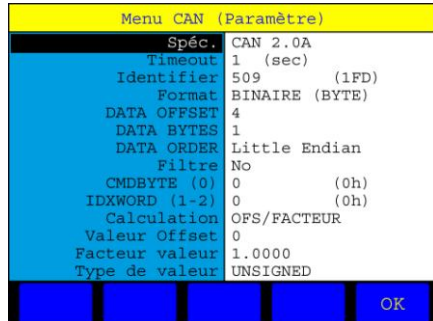 Menu CAN (Paramètre)
Spéc. CAN 2.0A
Timeout 1 (sec)
Identifier 509 (1FD)
Format BINAIRE (BYTE)
DATA OFFSET 4
DATA BYTES 1
DATA ORDER Little Endian
Filtre No
CMDBYTE (0) 0 (0h)
IDXWORD (1-2) 0 (0h)
Calculation OFS/FACTEUR
Valeur Offset 0
Facteur valeur 1.0000
Type de valeur UNSIGNED
OK